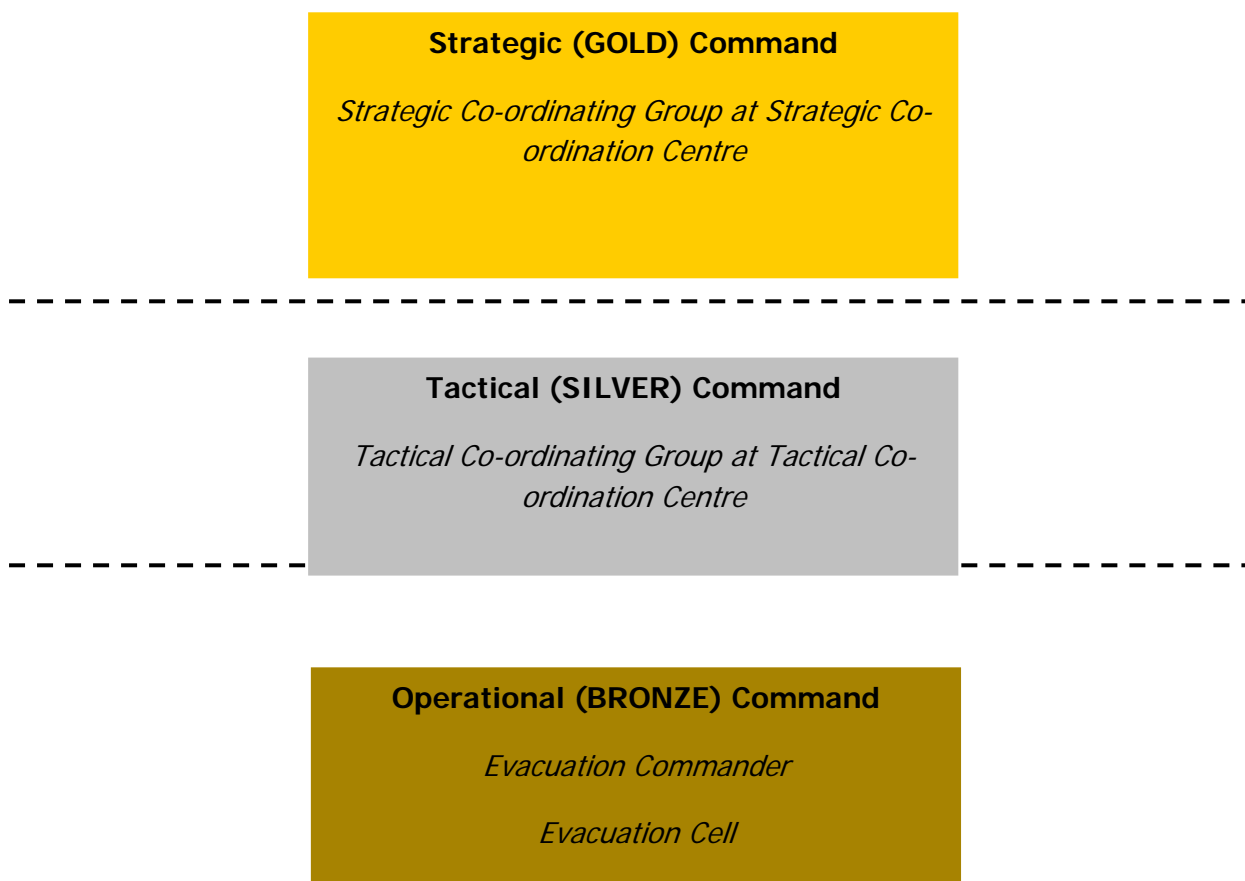 Strategic (GOLD) Command
Strategic Co-ordinating Group at Strategic Co-
ordination Centre
Tactical (SILVER) Command
Tactical Co-ordinating Group at Tactical Co-
ordination Centre
Operational (BRONZE) Command
Evacuation Commander
Evacuation Cell